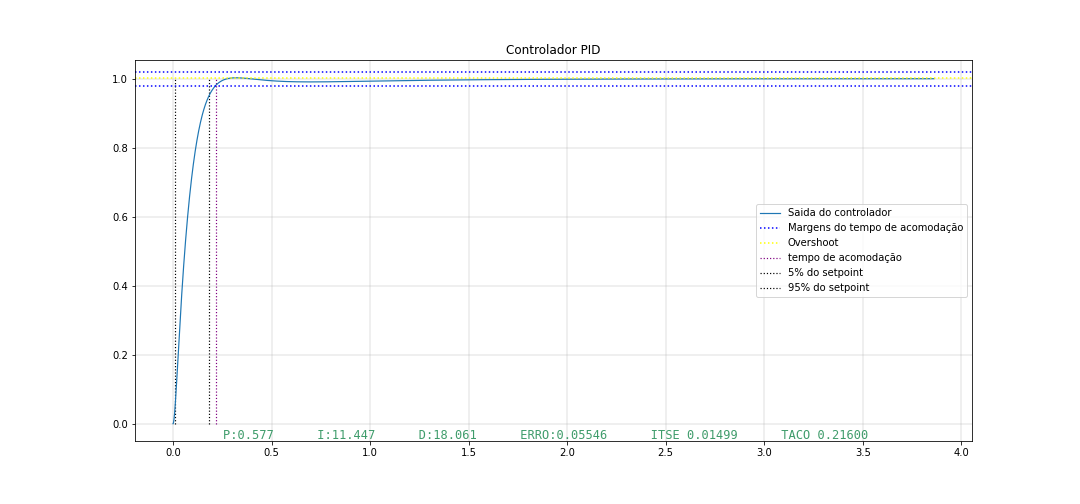 Controlador PID
1.0
0.8
0.6
0.4
0.2
0.0
Saida do controlador
Margens do tempo de acomodação
Overshoot
tempo de acomodação
5% do setpoint
95% do setpoint
P:0.577 I:11.447 D:18.061 ERRO:0.05546 ITSE 0.01499 TACO 0.21600
0.0 0.5 1.0 1.5 2.0 2.5 3.0 3.5 4.0